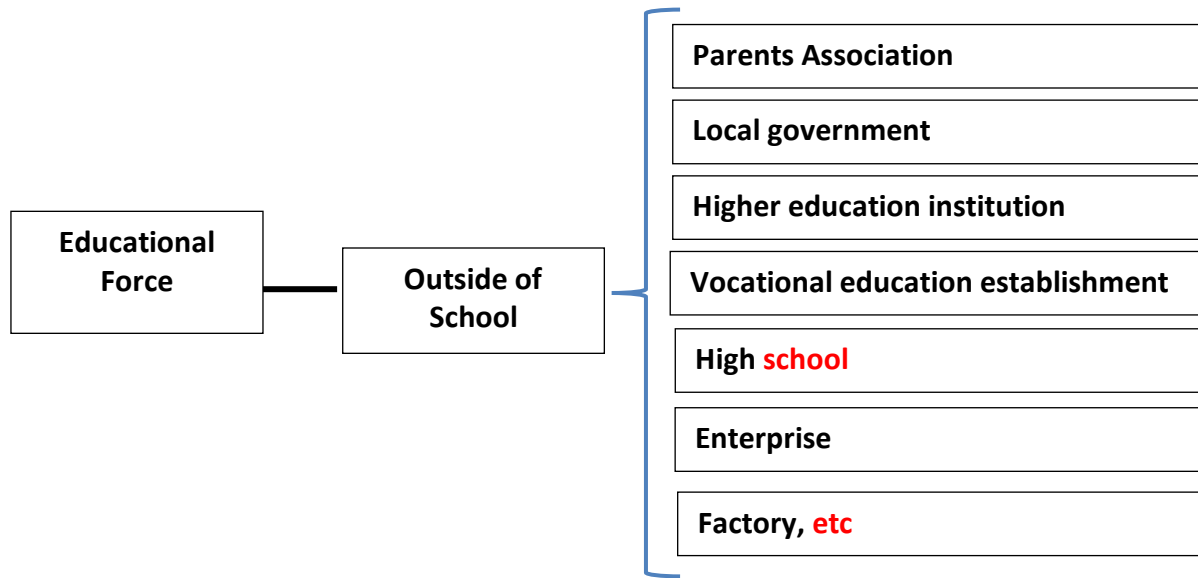 Educational
Force
Outside of
School
Parents Association
Local government
Higher education institution
Vocational education establishment
High school
Enterprise
Factory, etc